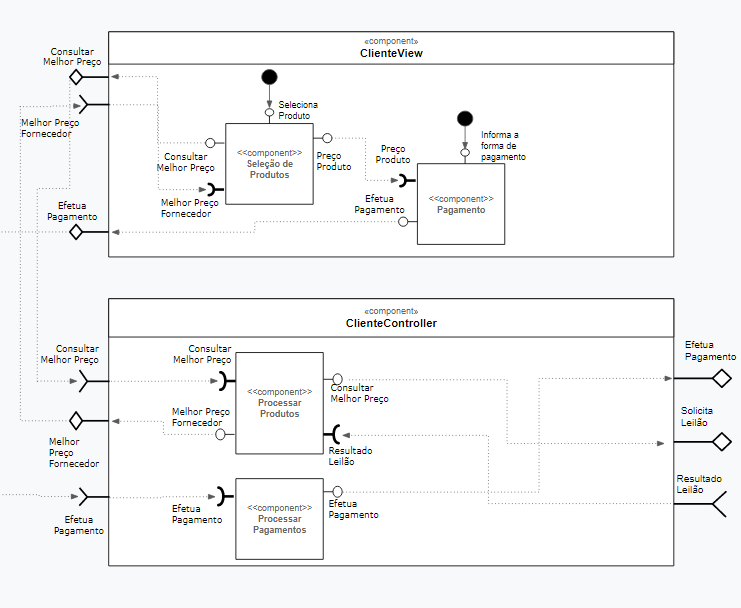 «component»
ClienteView
Consultar
Melhor Preço
Melhor Preço
Fornecedor
Efetua
Pagamento
Seleciona
Produto
<<component>>
Seleção de
Produtos
Consultar
Melhor Preço
Melhor Preço
Fornecedor
Preço
Produto
Preço
Produto
Informa a
forma de
pagamento
Efetua
Pagamento
<<component>>
Pagamento
«component»
ClienteController
Consultar
Melhor Preço
Melhor
Preço
Fornecedor
Efetua
Pagamento
Consultar
Melhor Preço
Melhor Preço
Fornecedor
<<component>>
Processar
Produtos
Consultar
Melhor Preço
Resultado
Leilão
Efetua
Pagamento
<<component>>
Processar
Pagamentos
Efetua
Pagamento
Efetua
Pagamento
Solicita
Leilão
Resultado
Leilão